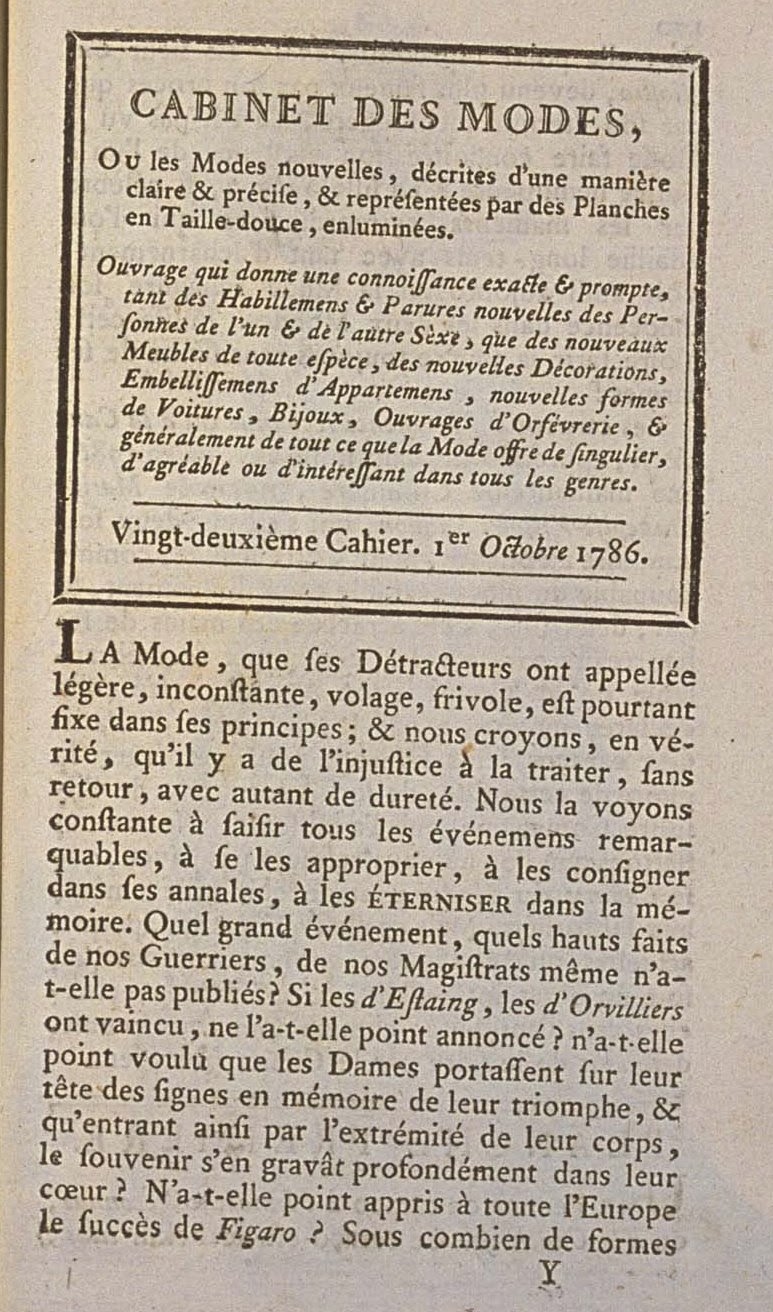 CABINET DES MODES,
Ou les Modes nouvelles, décrites d'une manière
claire & préciſe, & repréſentées par des Planches
en Taille-douce, enluminées.
Ouvrage qui donne une connoiſſance exacte & prompte,
tant des Habillemens & Parures nouvelles des Per-
ſonnes de l'un & de l'autre Sèxe, que des nouveaux
Meubles de toute eſpèce, des nouvelles Décorations,
Embelliſſemens d'Appartemens, nouvelles formes
de Voitures, Bijoux, Ouvrages d'Orfévrerie, &
généralement de tout ce que la Mode offre de ſingulier,
d'agréable ou d'intéreſſant dans tous les genres.
Vingt-deuxième Cahier. 1er Octobre 1786.
LA Mode, que ſes Détracteurs ont appellée
légère, inconſtante, volage, frivole, eſt pourtant
fixe dans ſes principes; & nous croyons, en vé-
rité, qu'il y a de l'injuſtice à la traiter, ſans
retour, avec autant de dureté. Nous la voyons
conſtante à ſaiſir tous les événemens remar-
quables, à ſe les approprier, à les conſigner
dans ſes annales, à les ÉTERNISER dans la mé-
moire. Quel grand événement, quels hauts faits
de nos Guerriers, de nos Magiſtrats même n'a-
t-elle pas publiés? Si les d'Eſtaing, les d'Orvilliers
ont vaincu, ne l'a-t-elle point annoncé? n'a-t-elle
point voulu que les Dames portaſſent ſur leur
tête des ſignes en mémoire de leur triomphe, &
qu'entrant ainſi par l'extrémité de leur corps,
le ſouvenir s'en gravât profondément dans leur
cœur? N'a-t-elle point appris à toute l'Europe
le ſuccès de Figaro? Sous combien de formes
Y